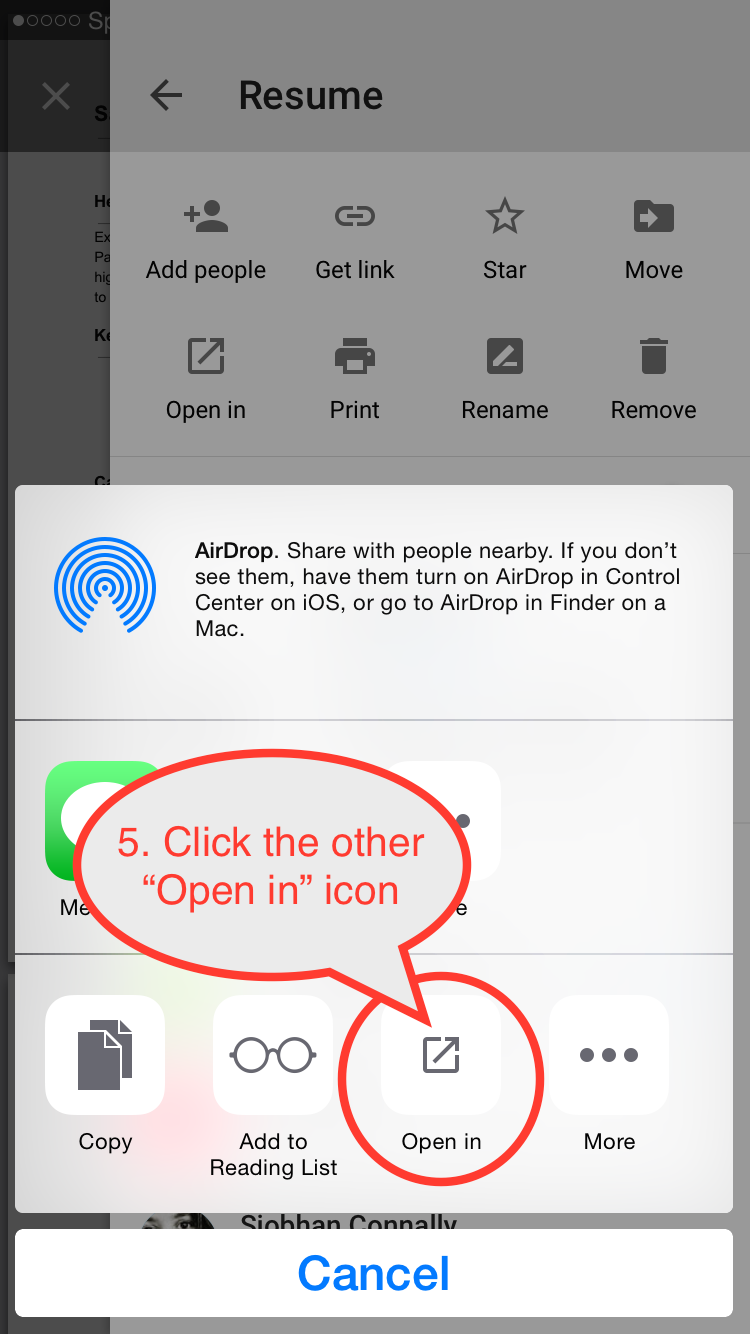 Resume
Add people Get link Star Move
Open in Print Rename Remove
AirDrop. Share with people nearby. If you don’t
see them, have them turn on AirDrop in Control
Center on iOS, or go to AirDrop in Finder on a
Mac.
5. Click the other
“Open in” icon
Copy Add to Open in More
Reading List
Siobhan Connally
Cancel